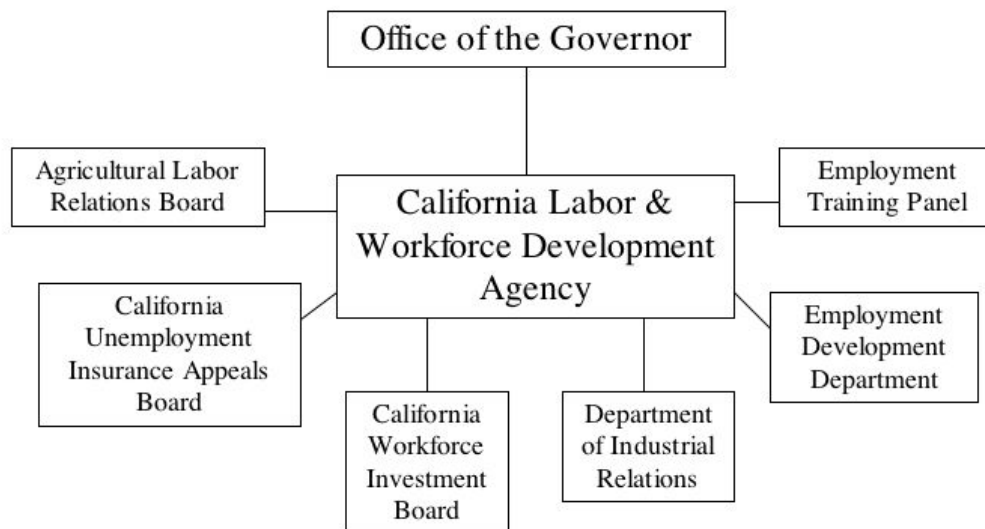 Office of the Governor
Agricultural Labor
Relations Board
California Labor &
Workforce Development
Agency
Employment
Training Panel
California
Unemployment
Insurance Appeals
Board
California
Workforce
Investment
Board
Department
of Industrial
Relations
Employment
Development
Department